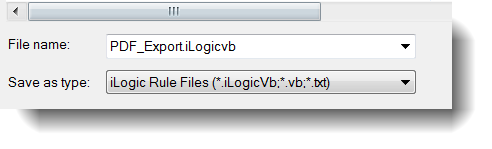 File name: PDF_Export.iLogicvb
Save as type: iLogic Rule Files (*.iLogicVb;*.vb;*.txt)